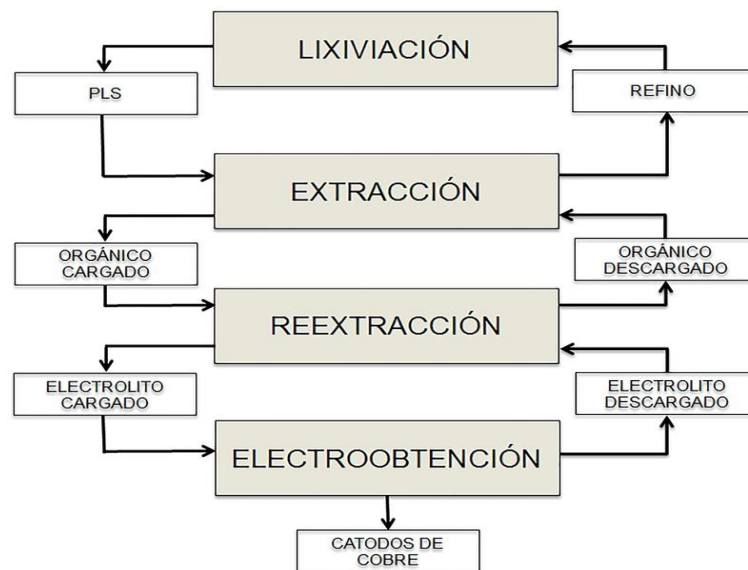 LIXIVIACIÓN
PLS
REFINO
EXTRACCIÓN
ORGÁNICO
CARGADO
ORGÁNICO
DESCARGADO
REEXTRACCIÓN
ELECTROLITO
CARGADO
ELECTROLITO
DESCARGADO
ELECTROOBTENCIÓN
CATODOS DE
COBRE